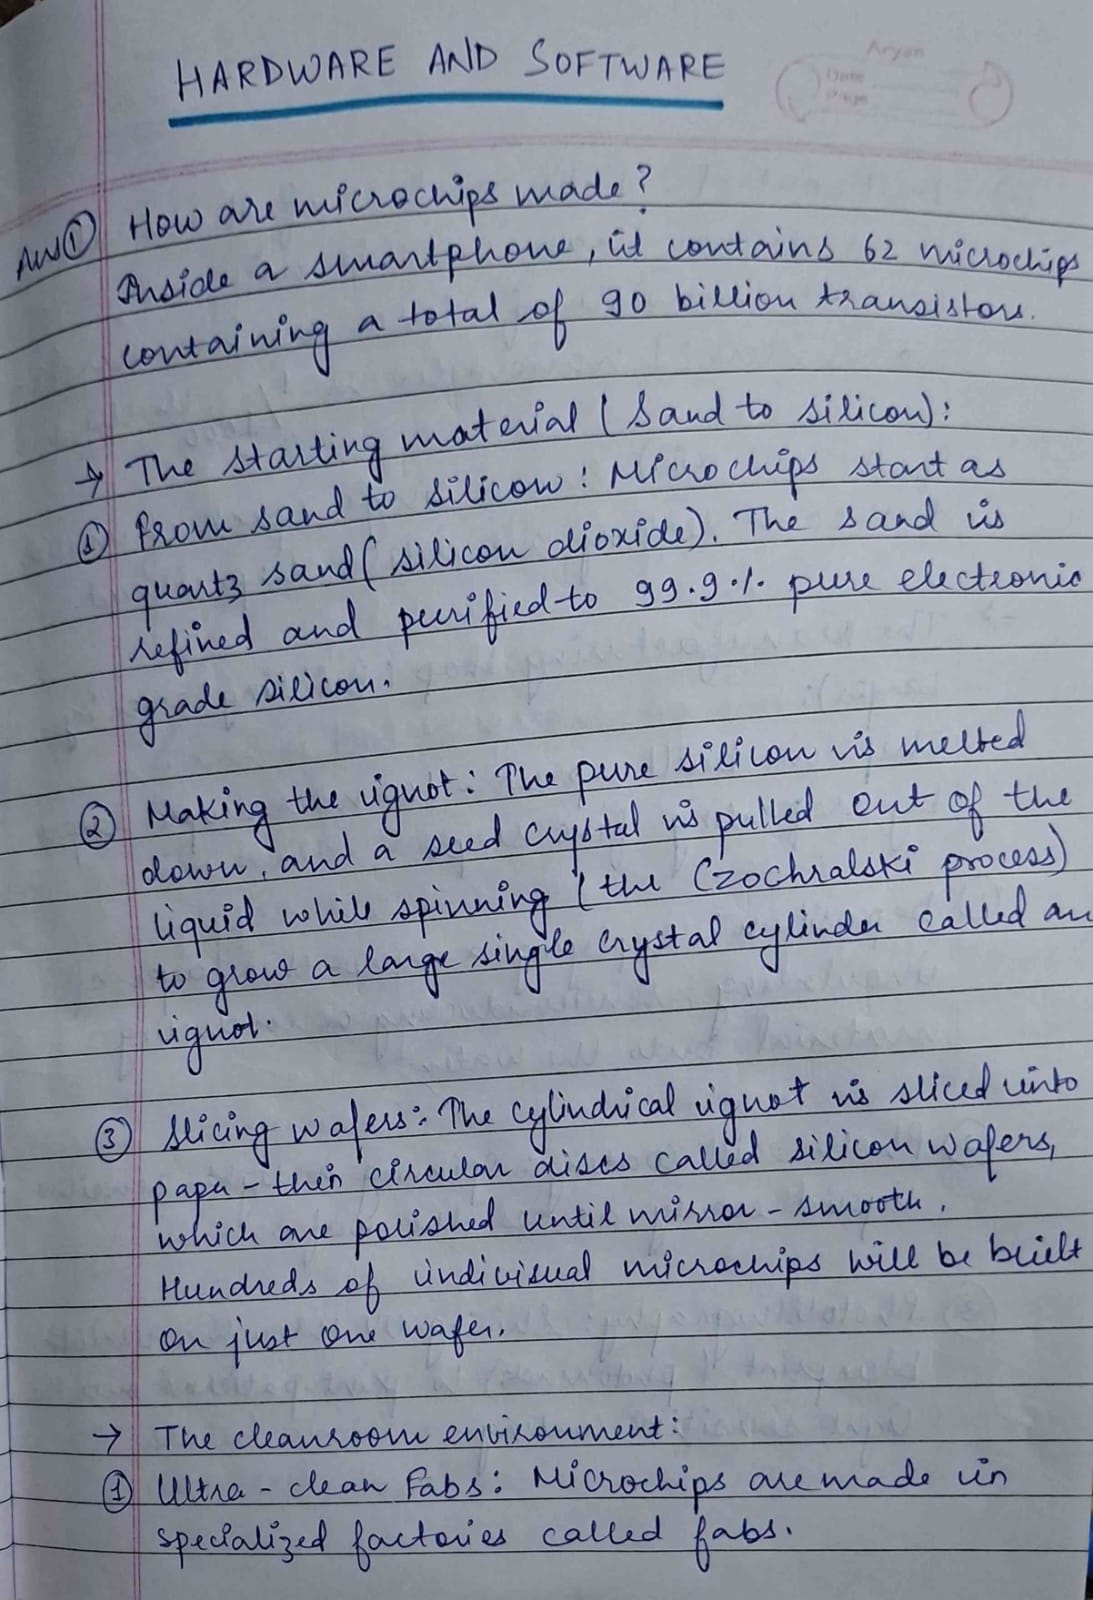 Aryan
Date
Page
HARDWARE AND SOFTWARE
Ans ① How are microchips made?
Inside a smartphone, it contains 62 microchips
containing a total of 90 billion transistors.
→ The starting material (Sand to silicon):
① From sand to silicon: Microchips start as
quartz sand (silicon dioxide). The sand is
refined and purified to 99.9% pure electronic
grade silicon.
② Making the ignot: The pure silicon is melted
down, and a seed crystal is pulled out of the
liquid while spinning (the Czochralski process)
to grow a large single crystal cylinder called an
ignot.
③ Slicing wafers: The cylindrical ignot is sliced into
paper-thin circular discs called silicon wafers,
which are polished until mirror-smooth.
Hundreds of indivisual microchips will be built
on just one wafer.
→ The cleanroom environment:
① Ultra-clean Fabs: Microchips are made in
specialized factories called fabs.